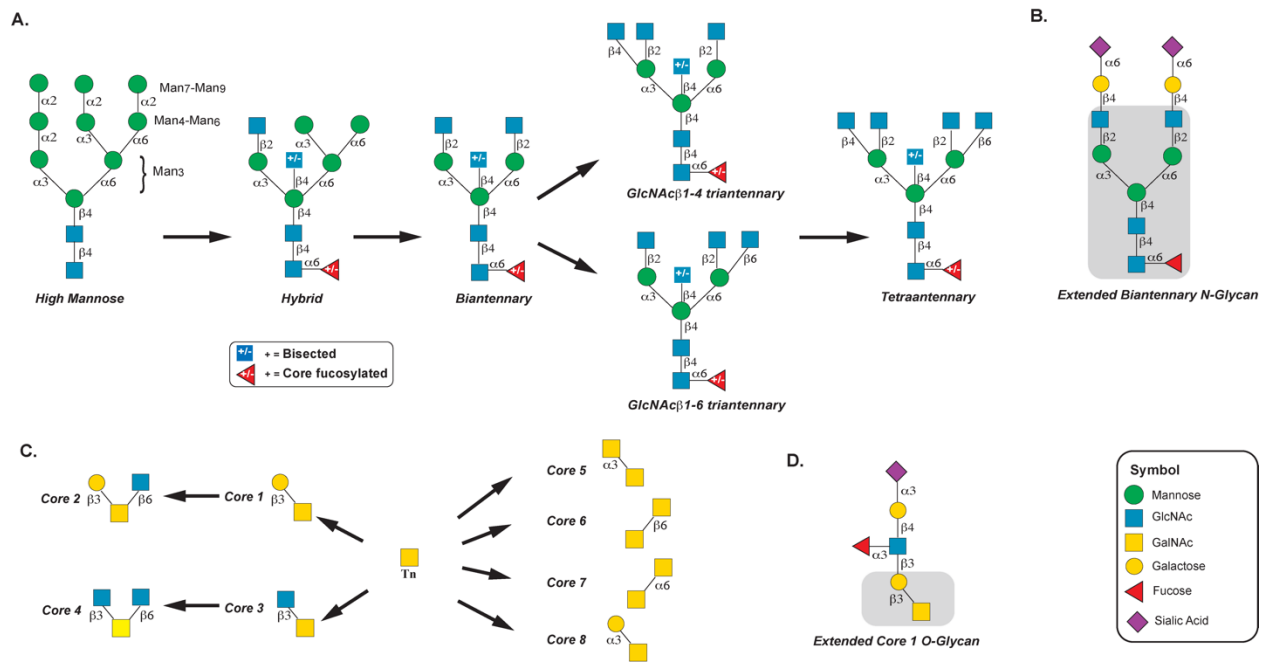 A.
Man7-Man9
α2 α2 α2
Man4-Man6
α2 α3 α6
} Man3
α3 α6
β4
β4
High Mannose
β2 α3 α6
+/-
α3 β4 α6
β4
β4
α6 +/-
Hybrid
β2 β2
+/-
α3 β4 α6
β4
β4
α6 +/-
Biantennary
β4 β2 β2
+/-
α3 β4 α6
β4
β4
α6 +/-
GlcNAcβ1-4 triantennary
β2 β2 β6
+/-
α3 β4 α6
β4
β4
α6 +/-
GlcNAcβ1-6 triantennary
β4 β2 β2 β6
+/-
α3 β4 α6
β4
β4
α6 +/-
Tetraantennary
+/- + = Bisected
+/- + = Core fucosylated
B.
α6 α6
β4 β4
β2 β2
α3 α6
β4
β4
α6
Extended Biantennary N-Glycan
C.
Core 2 β3 β6
Core 1 β3
Core 4 β3 β6
Core 3 β3
Tn
Core 5 α3
Core 6 β6
Core 7 α6
Core 8 α3
D.
α3
β4
α3
β3
β3
Extended Core 1 O-Glycan
Symbol
Mannose
GlcNAc
GalNAc
Galactose
Fucose
Sialic Acid